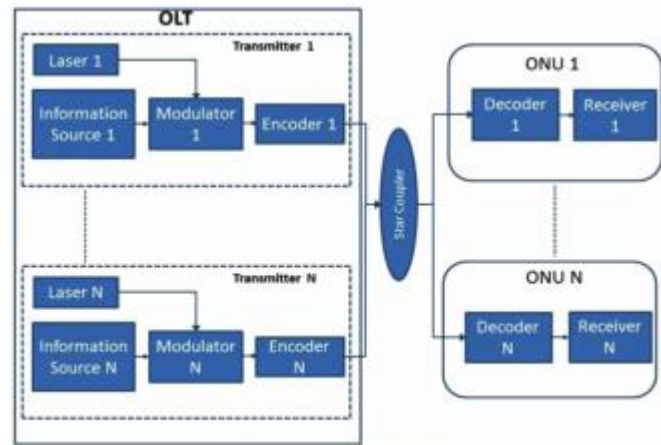 OLT
Transmitter 1
Laser 1
Information
Source 1
Modulator
1
Encoder 1
Transmitter N
Laser N
Information
Source N
Modulator
N
Encoder
N
Star Coupler
ONU 1
Decoder
1
Receiver
1
ONU N
Decoder
N
Receiver
N